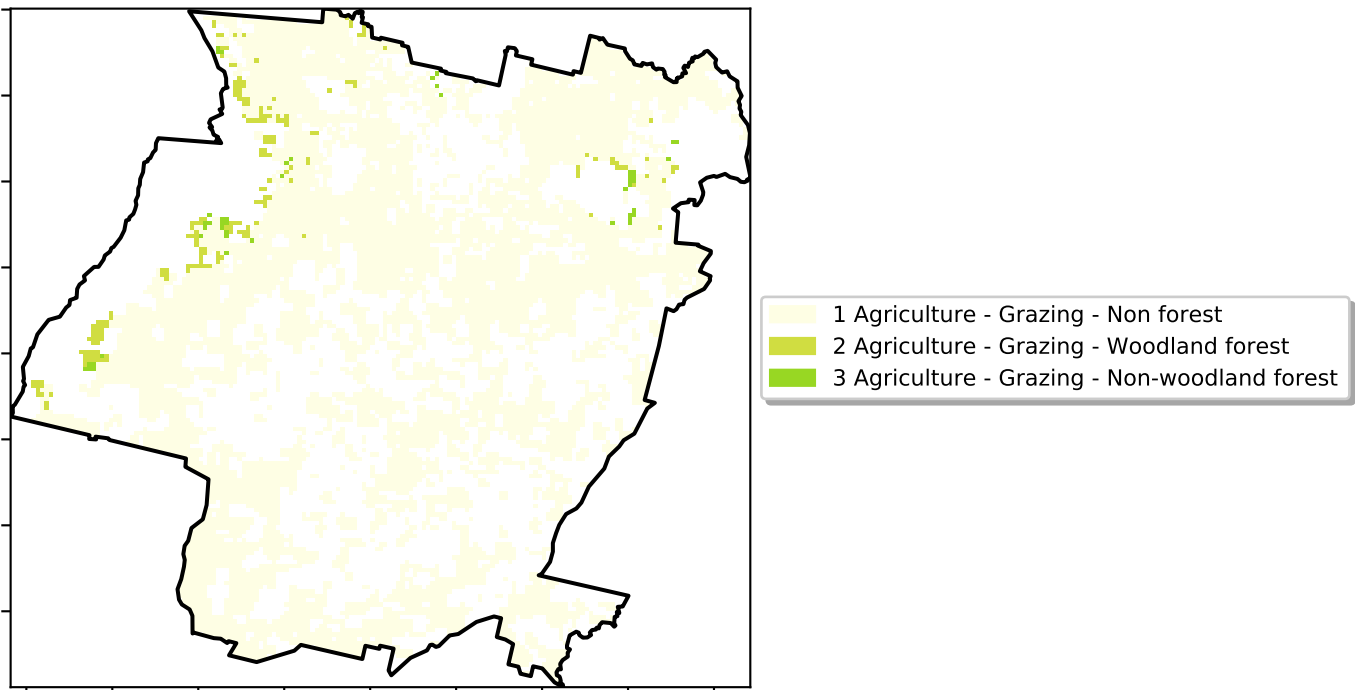 1 Agriculture - Grazing - Non forest
2 Agriculture - Grazing - Woodland forest
3 Agriculture - Grazing - Non-woodland forest